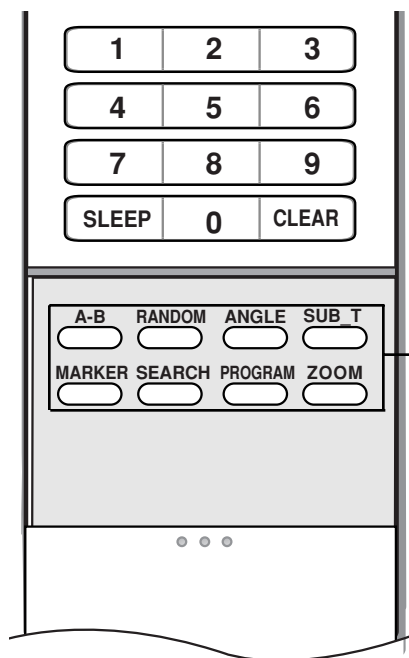 1 2 3
4 5 6
7 8 9
SLEEP 0 CLEAR
A-B RANDOM ANGLE SUB_T
MARKER SEARCH PROGRAM ZOOM